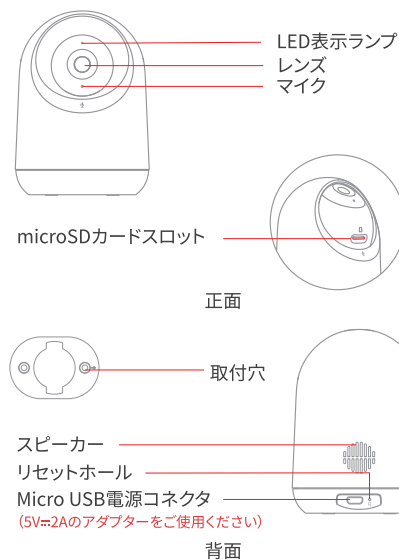 LED表示ランプ
レンズ
マイク
microSDカードスロット
正面
取付穴
スピーカー
リセットホール
Micro USB電源コネクタ
(5V⎓2Aのアダプターをご使用ください)
背面